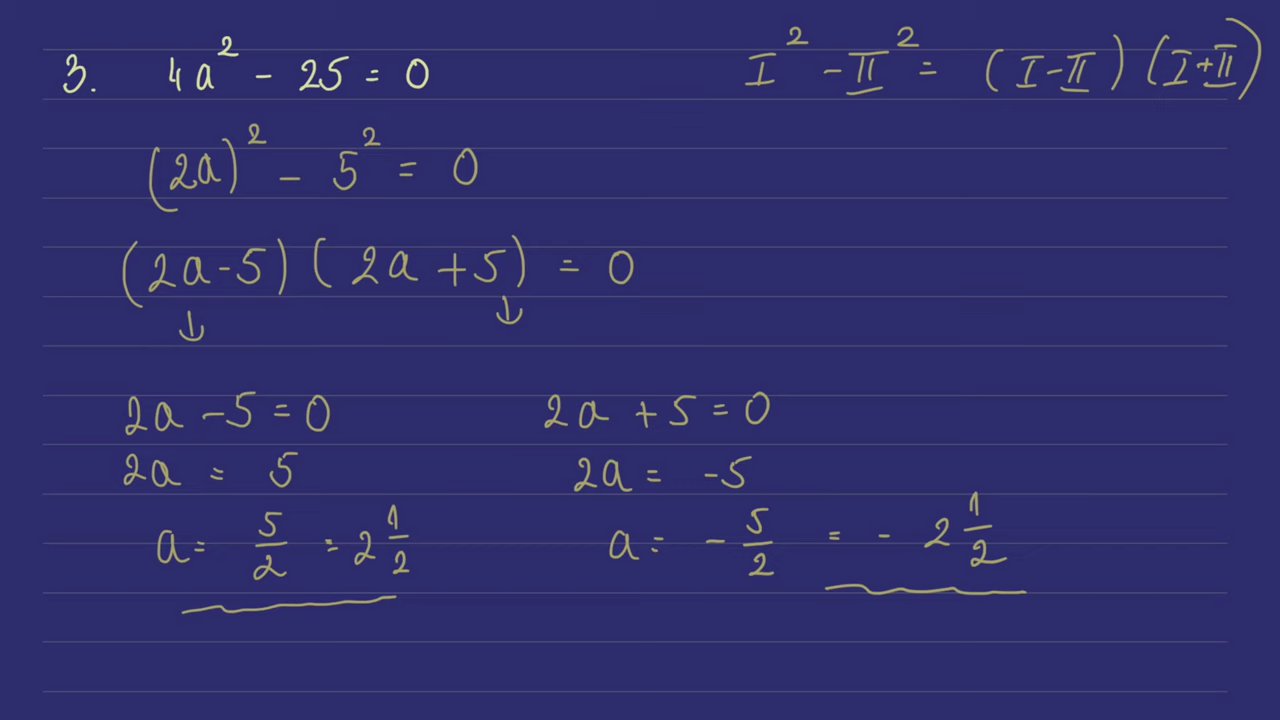 3. 4a² - 25 = 0
I² - II² = (I - II) (I + II)
(2a)² - 5² = 0
(2a - 5) (2a + 5) = 0
↓ ↓
2a - 5 = 0 2a + 5 = 0
2a = 5 2a = -5
a = 5/2 = 2 1/2 a = - 5/2 = - 2 1/2